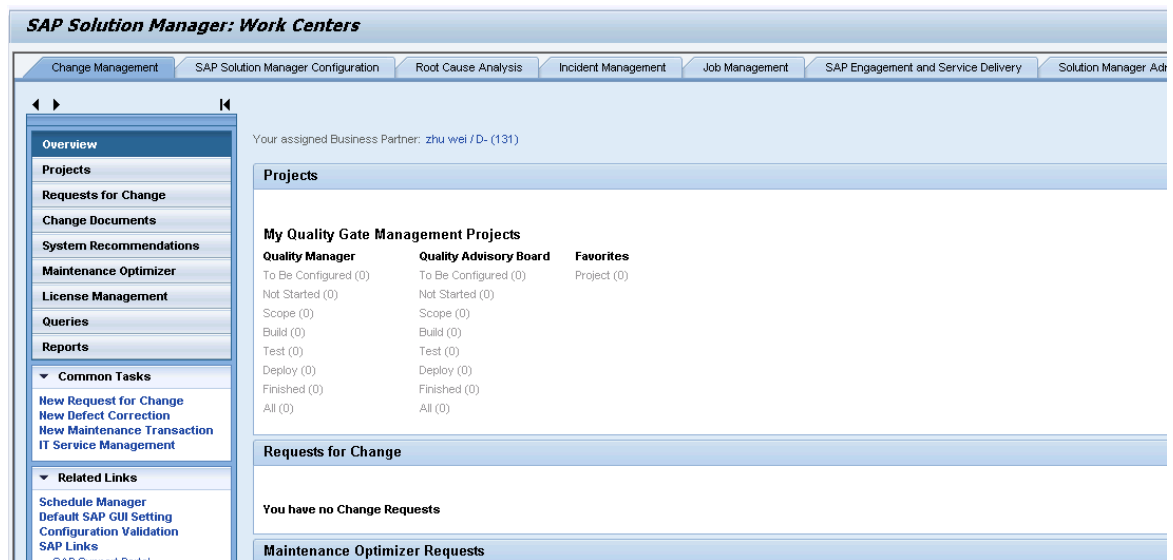 SAP Solution Manager: Work Centers
Change Management SAP Solution Manager Configuration Root Cause Analysis Incident Management Job Management SAP Engagement and Service Delivery Solution Manager Adm
Overview
Projects
Requests for Change
Change Documents
System Recommendations
Maintenance Optimizer
License Management
Queries
Reports
Common Tasks
New Request for Change
New Defect Correction
New Maintenance Transaction
IT Service Management
Related Links
Schedule Manager
Default SAP GUI Setting
Configuration Validation
SAP Links
SAP Support Portal
Your assigned Business Partner: zhu wei / D- (131)
Projects
My Quality Gate Management Projects
Quality Manager Quality Advisory Board Favorites
To Be Configured (0) To Be Configured (0) Project (0)
Not Started (0) Not Started (0)
Scope (0) Scope (0)
Build (0) Build (0)
Test (0) Test (0)
Deploy (0) Deploy (0)
Finished (0) Finished (0)
All (0) All (0)
Requests for Change
You have no Change Requests
Maintenance Optimizer Requests